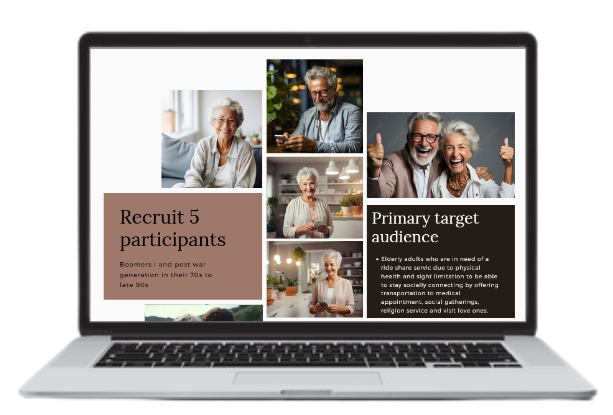 Recruit 5
participants
Boomers I and post war
generation in their 70s to
late 90s
Primary target
audience
• Elderly adults who are in need of a
ride share servic due to physical
health and sight limitation to be able
to stay socially connecting by offering
transportation to medical
appointment, social gatherings,
religion service and visit love ones.